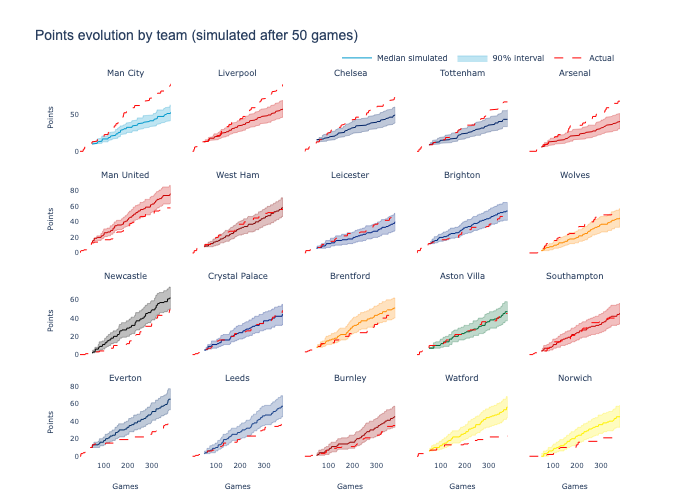 Points evolution by team (simulated after 50 games)
Median simulated 90% interval Actual
Man City Liverpool Chelsea Tottenham Arsenal
Points
50
0
Man United West Ham Leicester Brighton Wolves
Points
80
60
40
20
0
Newcastle Crystal Palace Brentford Aston Villa Southampton
Points
60
40
20
0
Everton Leeds Burnley Watford Norwich
Points
80
60
40
20
0
100 200 300 100 200 300 100 200 300 100 200 300 100 200 300
Games Games Games Games Games